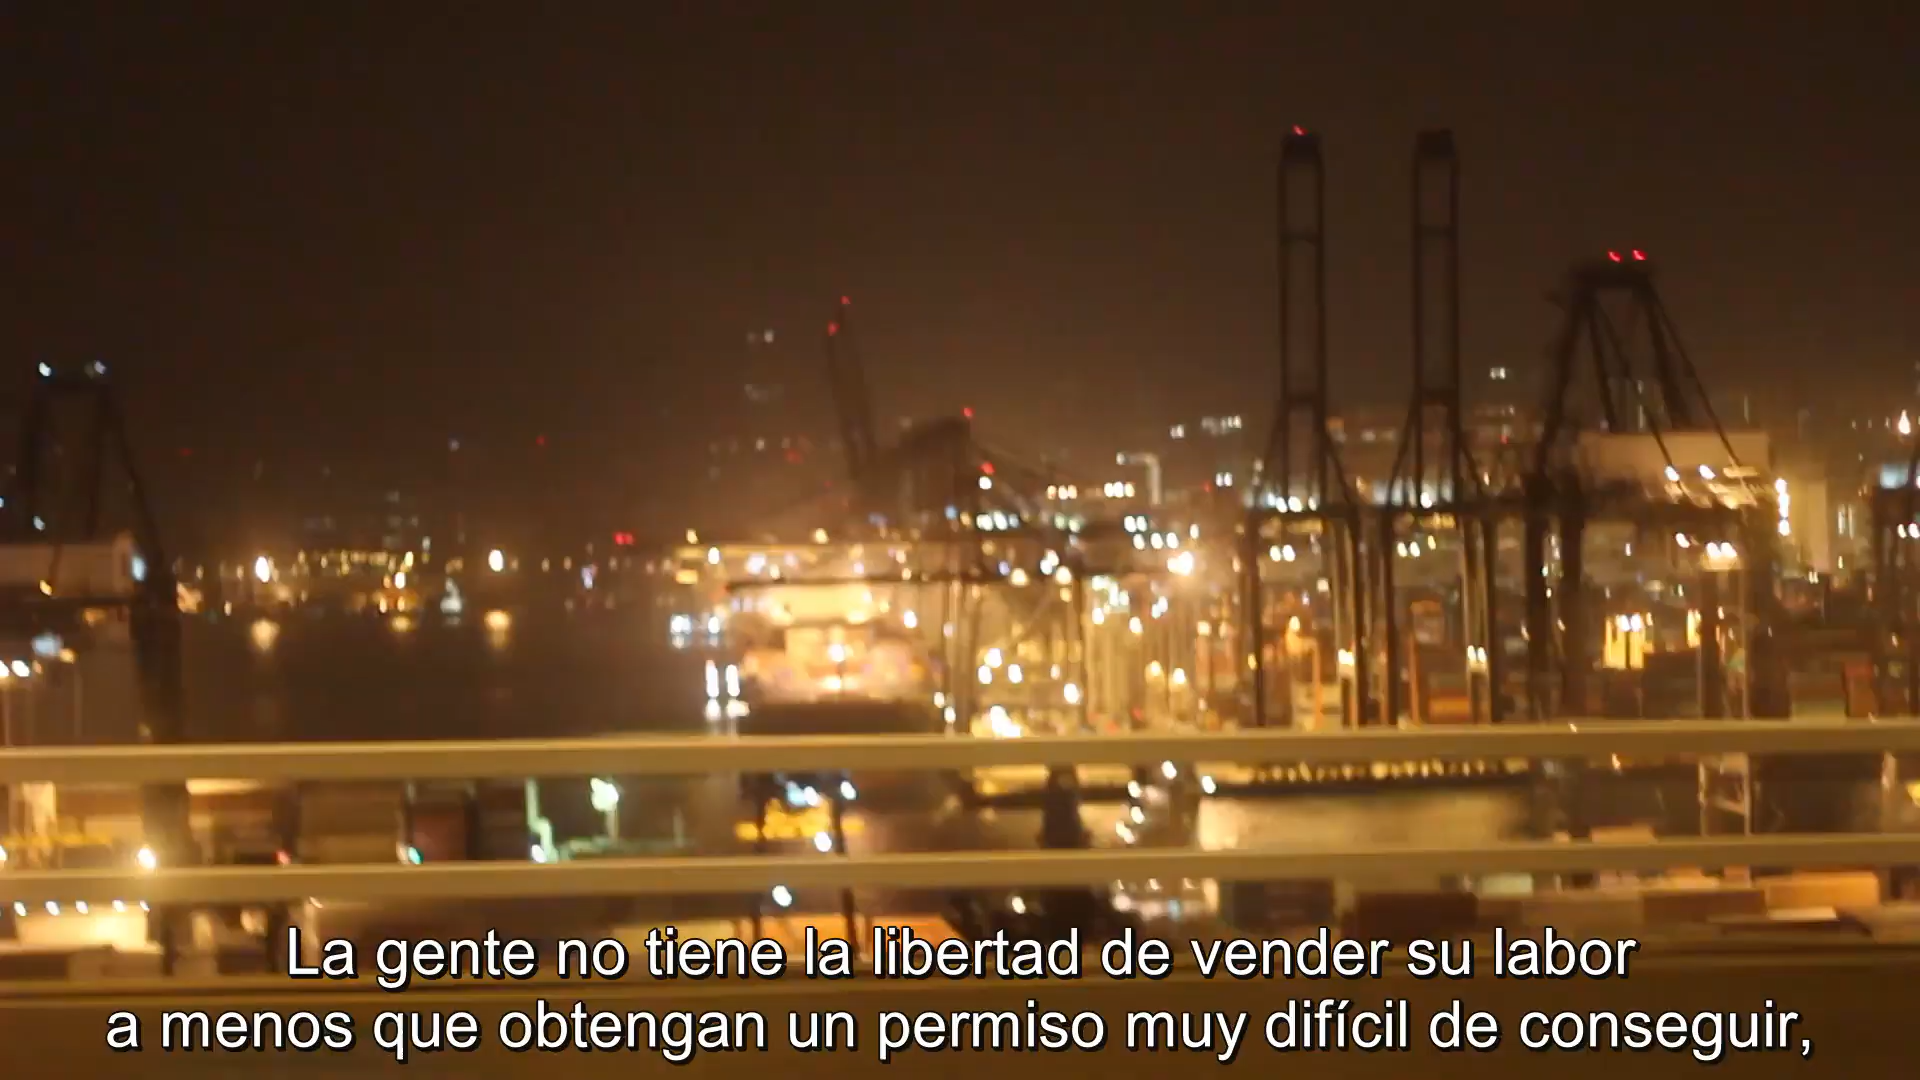 La gente no tiene la libertad de vender su labor
a menos que obtengan un permiso muy difícil de conseguir,